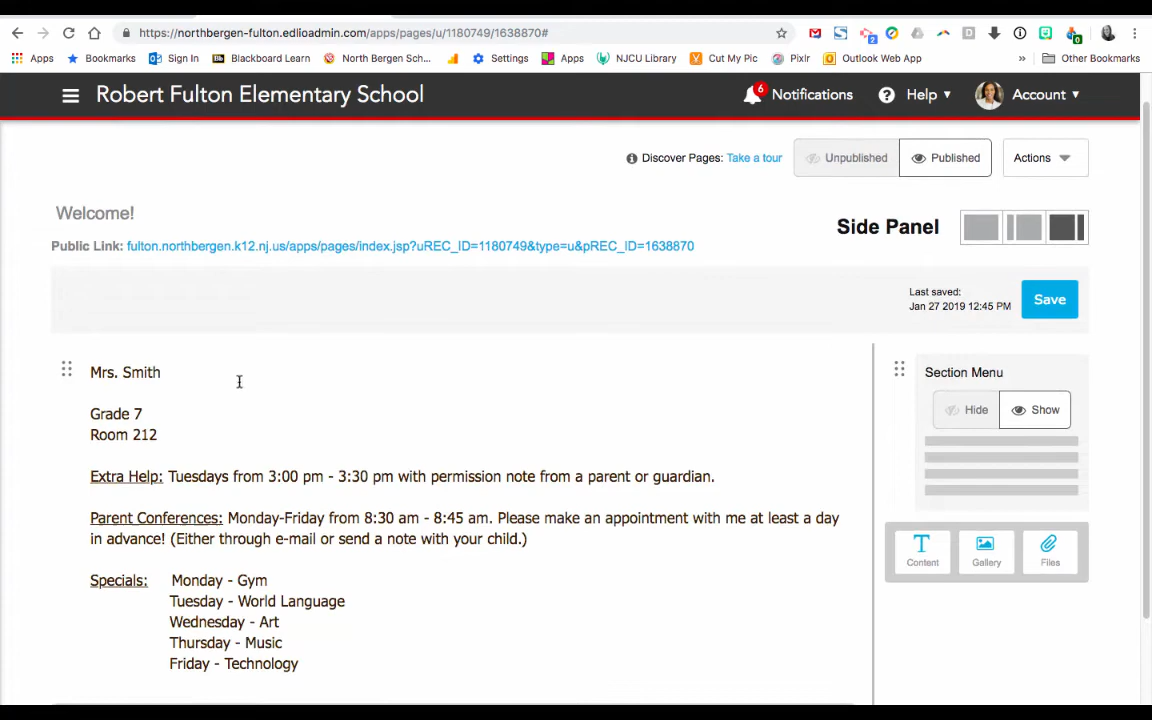 https://northbergen-fulton.edlioadmin.com/apps/pages/u/1180749/1638870#
2
0
Apps Bookmarks Sign In Blackboard Learn North Bergen Sch... Settings Apps NJCU Library Cut My Pic Pixlr Outlook Web App » Other Bookmarks
Robert Fulton Elementary School 6 Notifications Help Account
Discover Pages: Take a tour Unpublished Published Actions
Welcome!
Side Panel
Public Link: fulton.northbergen.k12.nj.us/apps/pages/index.jsp?uREC_ID=1180749&type=u&pREC_ID=1638870
Last saved:
Jan 27 2019 12:45 PM
Save
Mrs. Smith
Grade 7
Room 212
Extra Help: Tuesdays from 3:00 pm - 3:30 pm with permission note from a parent or guardian.
Parent Conferences: Monday-Friday from 8:30 am - 8:45 am. Please make an appointment with me at least a day
in advance! (Either through e-mail or send a note with your child.)
Specials: Monday - Gym
Tuesday - World Language
Wednesday - Art
Thursday - Music
Friday - Technology
Section Menu
Hide Show
Content Gallery Files